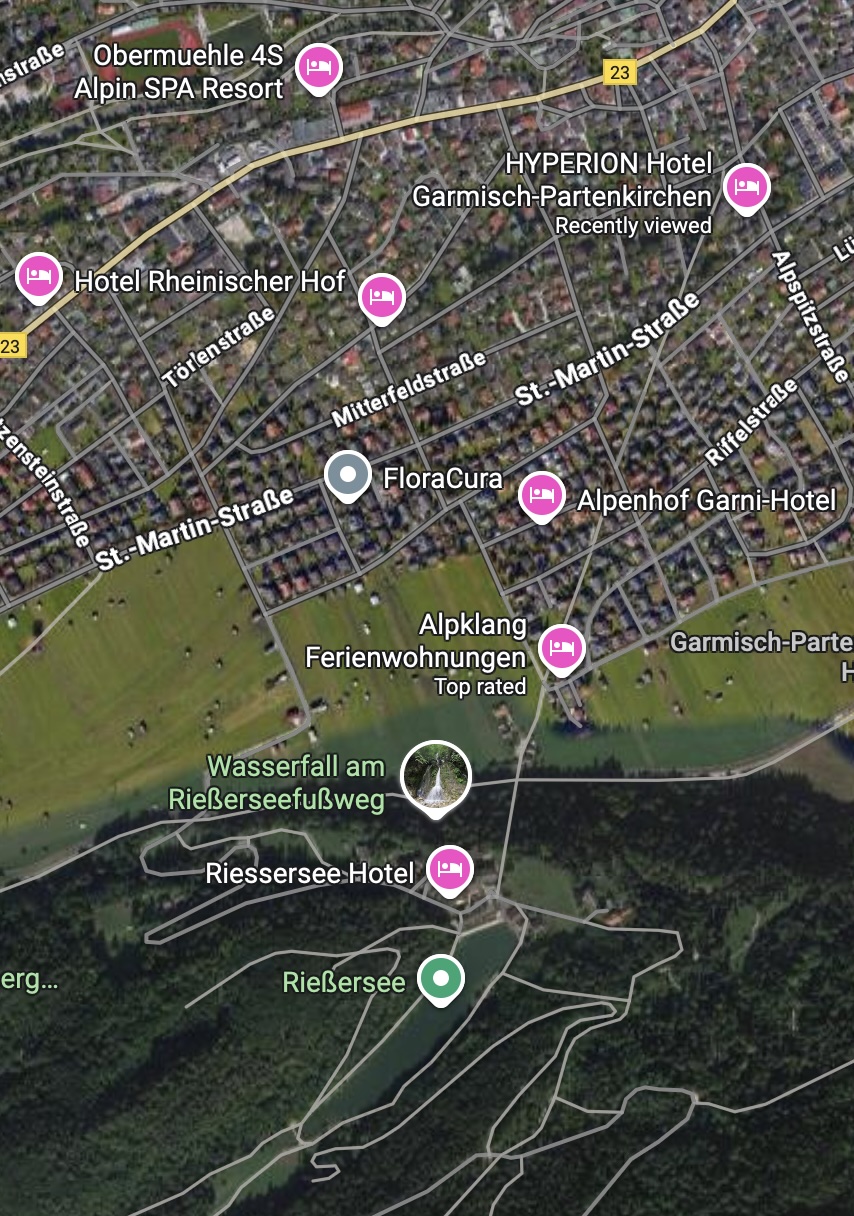 Obermuehle 4S
Alpin SPA Resort
23
HYPERION Hotel
Garmisch-Partenkirchen
Recently viewed
Hotel Rheinischer Hof
23
Törlenstraße
Alpspitzstraße
St.-Martin-Straße
Mitterfeldstraße
Riffelstraße
FloraCura
Alpenhof Garni-Hotel
St.-Martin-Straße
Alpklang
Ferienwohnungen
Top rated
Garmisch-Parte
H
Wasserfall am
Rießerseefußweg
Riessersee Hotel
Rießersee
erg...